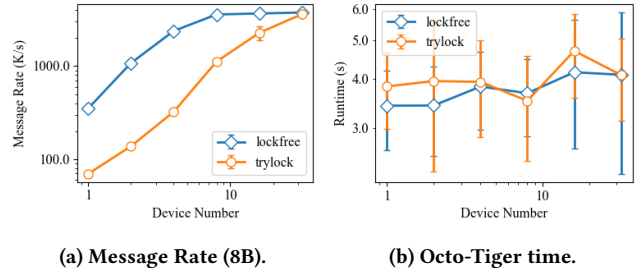 Message Rate (K/s)
1000.0
100.0
lockfree
trylock
1
10
Device Number
(a) Message Rate (8B).
Runtime (s)
6.0
5.0
4.0
3.0
lockfree
trylock
1
10
Device Number
(b) Octo-Tiger time.